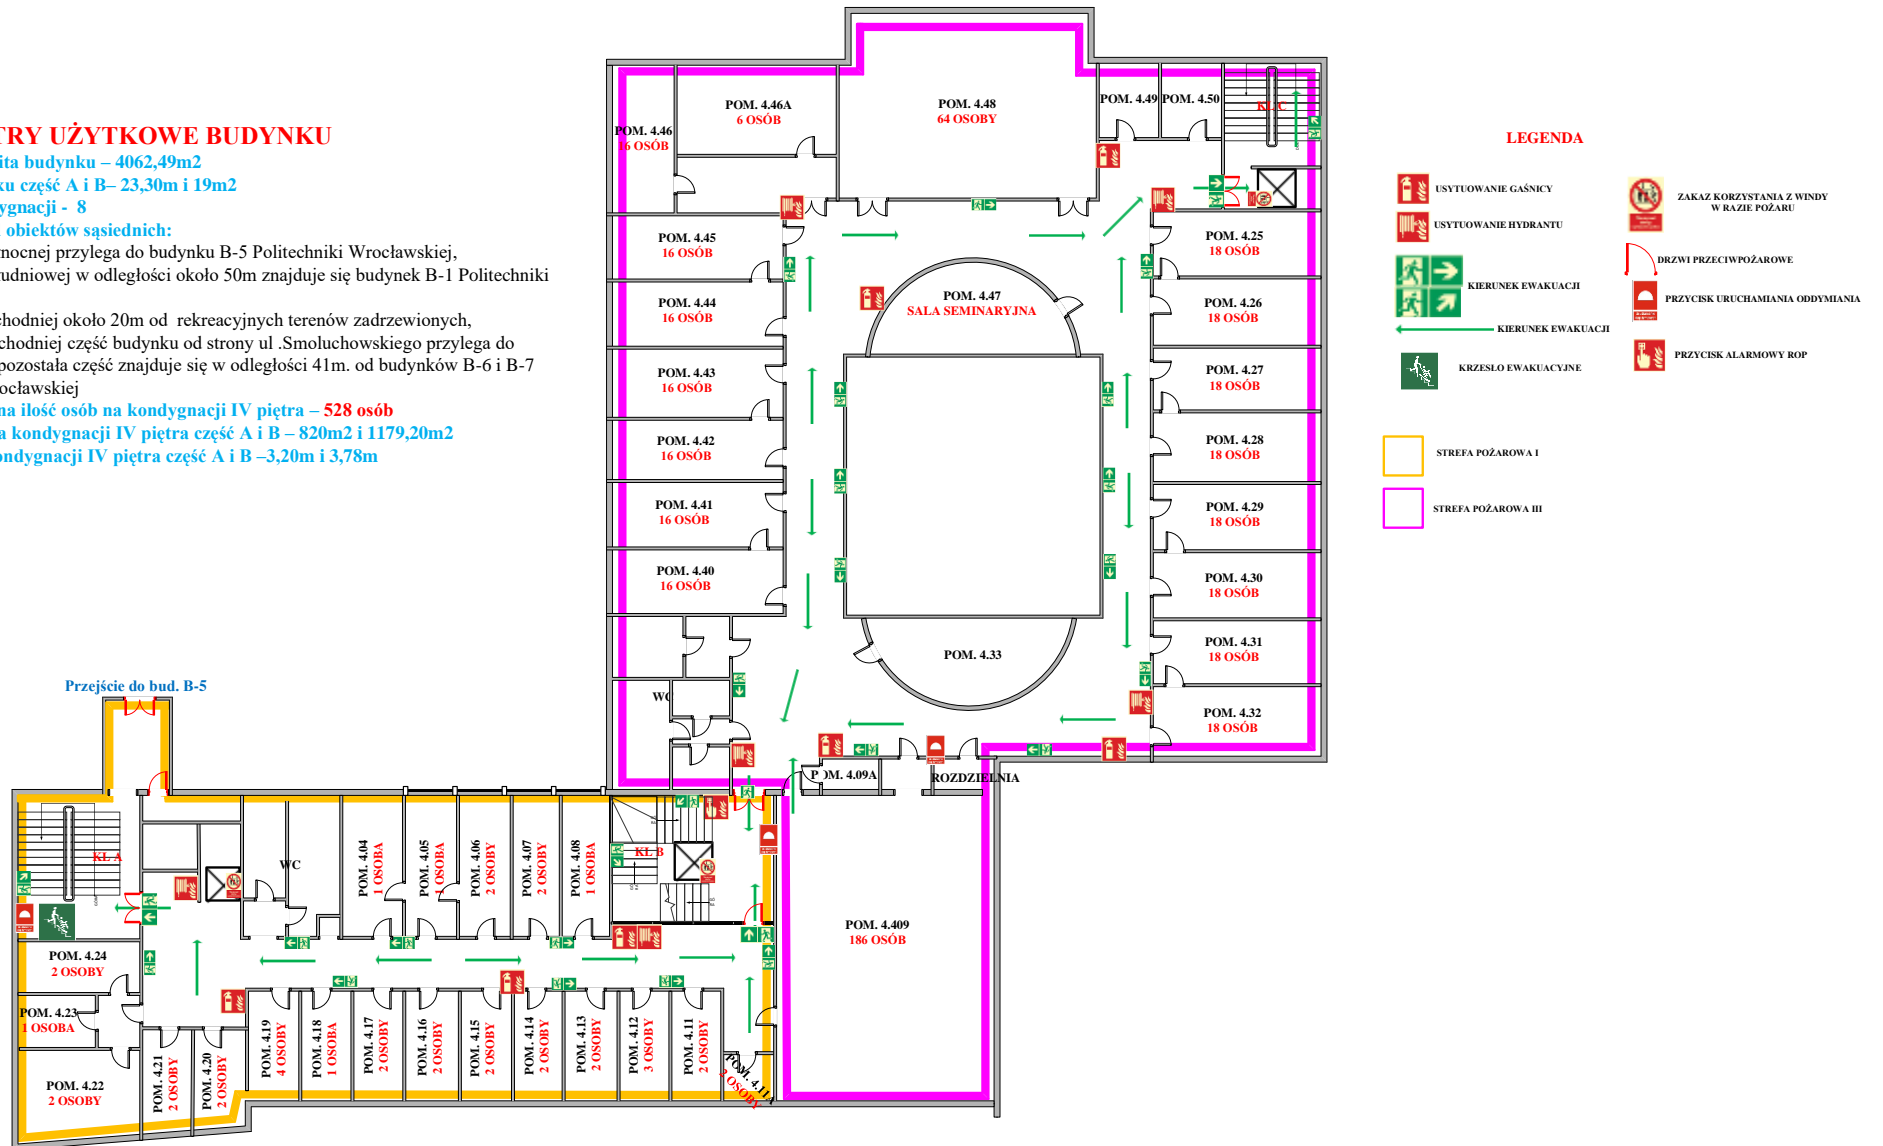 TRY UŻYTKOWE BUDYNKU
ita budynku – 4062,49m2
ku część A i B– 23,30m i 19m2
ygnacji - 8
obiektów sąsiednich:
nocnej przylega do budynku B-5 Politechniki Wrocławskiej,
udniowej w odległości około 50m znajduje się budynek B-1 Politechniki
chodniej około 20m od rekreacyjnych terenów zadrzewionych,
chodniej część budynku od strony ul .Smoluchowskiego przylega do
pozostała część znajduje się w odległości 41m. od budynków B-6 i B-7
ocławskiej
na ilość osób na kondygnacji IV piętra – 528 osób
a kondygnacji IV piętra część A i B – 820m2 i 1179,20m2
ondygnacji IV piętra część A i B –3,20m i 3,78m
POM. 4.46
16 OSÓB
POM. 4.46A
6 OSÓB
POM. 4.48
64 OSOBY
POM. 4.49
POM. 4.50
KL C
POM. 4.45
16 OSÓB
POM. 4.44
16 OSÓB
POM. 4.43
16 OSÓB
POM. 4.42
16 OSÓB
POM. 4.41
16 OSÓB
POM. 4.40
16 OSÓB
WC
POM. 4.47
SALA SEMINARYJNA
POM. 4.33
POM. 4.25
18 OSÓB
POM. 4.26
18 OSÓB
POM. 4.27
18 OSÓB
POM. 4.28
18 OSÓB
POM. 4.29
18 OSÓB
POM. 4.30
18 OSÓB
POM. 4.31
18 OSÓB
POM. 4.32
18 OSÓB
POM. 4.09A
ROZDZIELNIA
POM. 4.409
186 OSÓB
Przejście do bud. B-5
KL A
WC
POM. 4.04
1 OSOBA
POM. 4.05
1 OSOBA
POM. 4.06
2 OSOBY
POM. 4.07
2 OSOBY
POM. 4.08
1 OSOBA
KL B
POM. 4.24
2 OSOBY
POM. 4.23
1 OSOBA
POM. 4.22
2 OSOBY
POM. 4.21
2 OSOBY
POM. 4.20
2 OSOBY
POM. 4.19
4 OSOBY
POM. 4.18
1 OSOBA
POM. 4.17
2 OSOBY
POM. 4.16
2 OSOBY
POM. 4.15
2 OSOBY
POM. 4.14
2 OSOBY
POM. 4.13
2 OSOBY
POM. 4.12
3 OSOBY
POM. 4.11
2 OSOBY
POM. 4.11A
2 OSOBY
LEGENDA
USYTUOWANIE GAŚNICY
USYTUOWANIE HYDRANTU
KIERUNEK EWAKUACJI
KIERUNEK EWAKUACJI
KRZESŁO EWAKUACYJNE
STREFA POŻAROWA I
STREFA POŻAROWA III
ZAKAZ KORZYSTANIA Z WINDY
W RAZIE POŻARU
DRZWI PRZECIWPOŻAROWE
PRZYCISK URUCHAMIANIA ODDYMIANIA
PRZYCISK ALARMOWY ROP